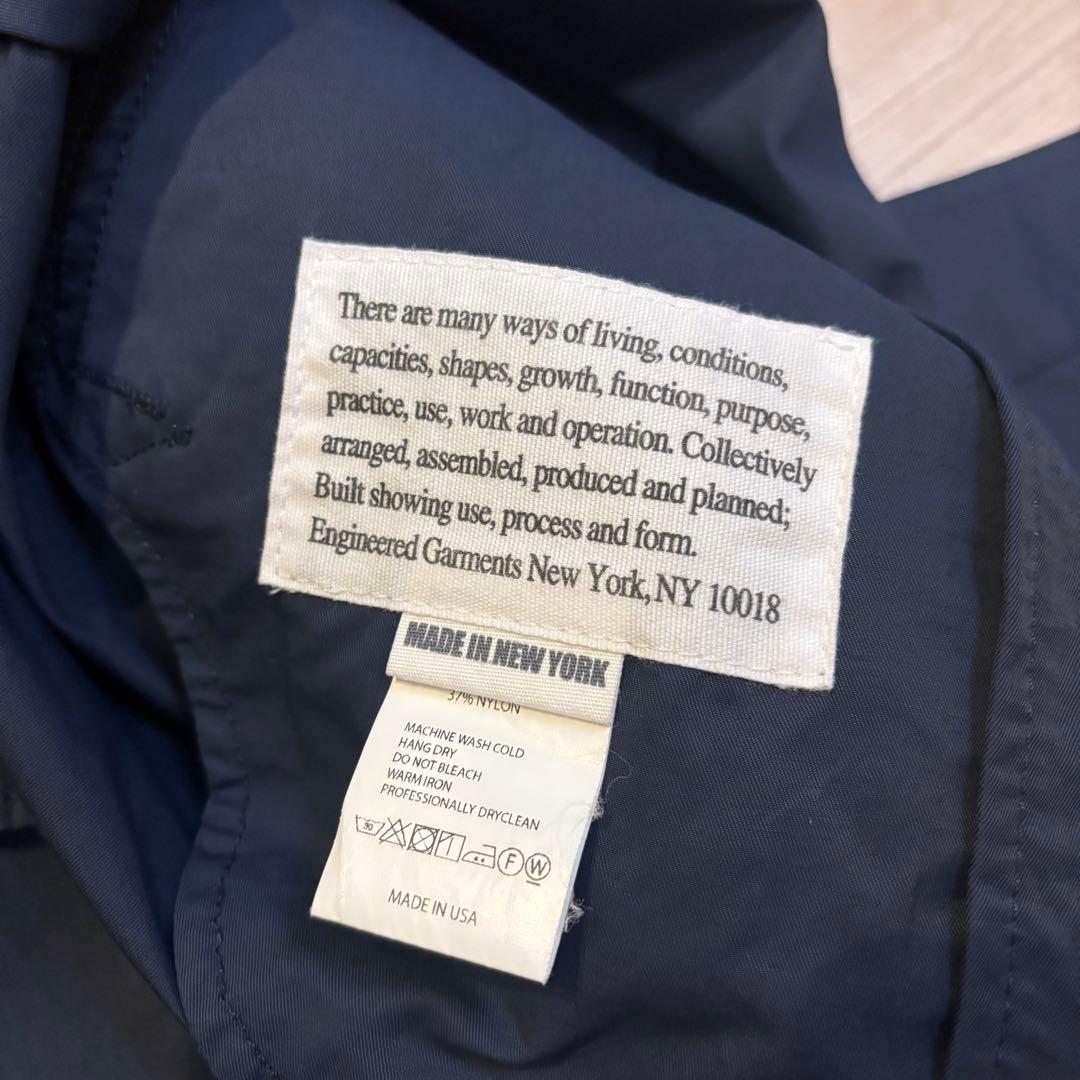 There are many ways of living, conditions,
capacities, shapes, growth, function, purpose,
practice, use, work and operation. Collectively
arranged, assembled, produced and planned;
Built showing use, process and form.
Engineered Garments New York, NY 10018
MADE IN NEW YORK
37% NYLON
MACHINE WASH COLD
HANG DRY
DO NOT BLEACH
WARM IRON
PROFESSIONALLY DRYCLEAN
F W
MADE IN USA